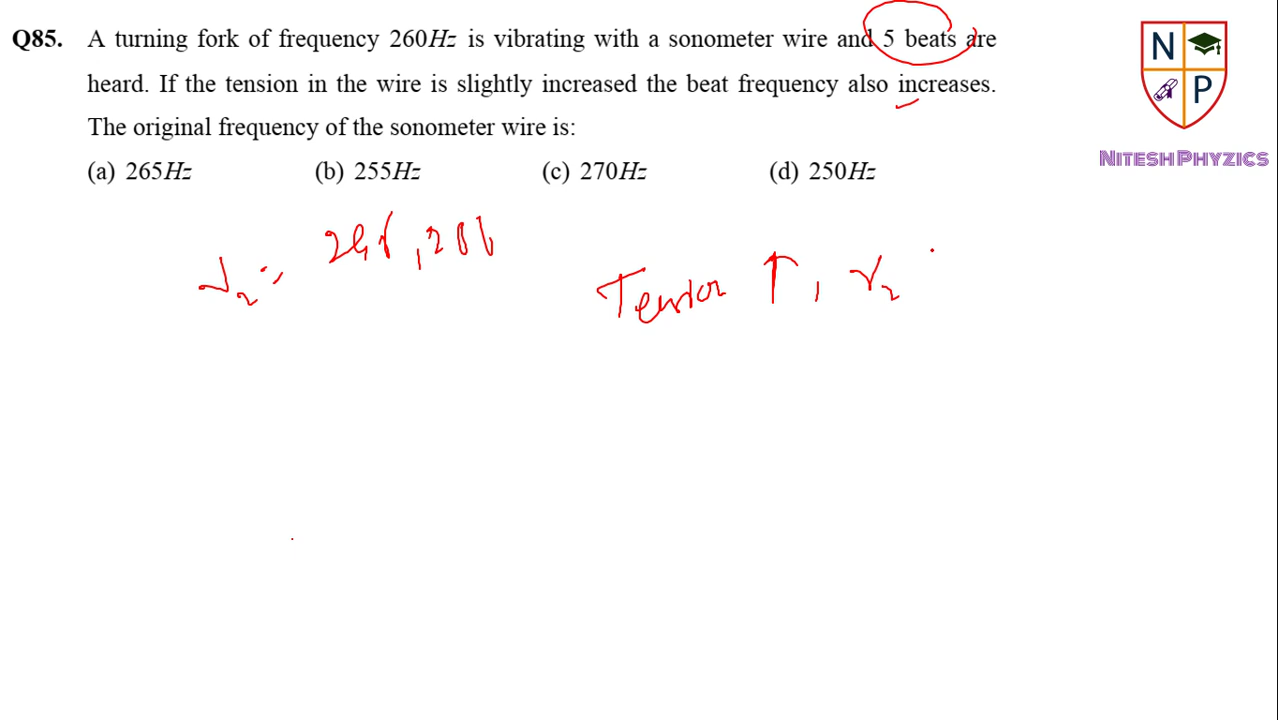 Q85. A turning fork of frequency 260Hz is vibrating with a sonometer wire and 5 beats are
heard. If the tension in the wire is slightly increased the beat frequency also increases.
The original frequency of the sonometer wire is:
(a) 265Hz (b) 255Hz (c) 270Hz (d) 250Hz
N P
NITESH PHYZICS
Tension ↑, ν₂